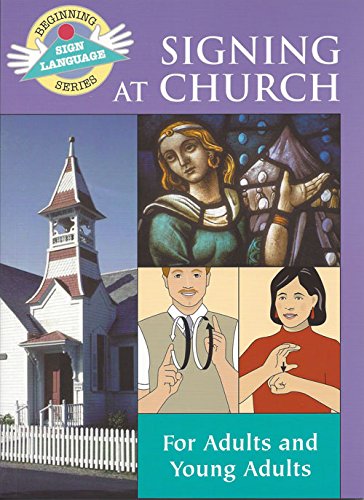 BEGINNING
SIGN
LANGUAGE
SERIES
SIGNING
AT CHURCH
For Adults and
Young Adults